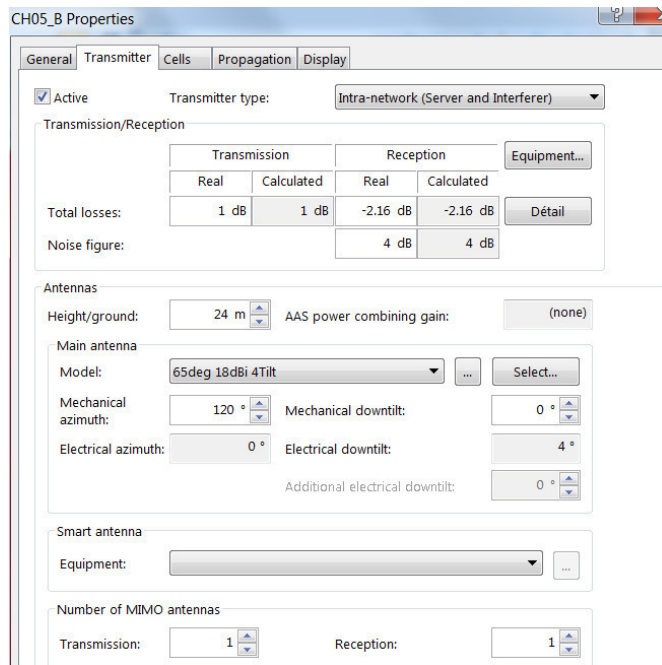 CH05_B Properties
General Transmitter Cells Propagation Display
Active Transmitter type: Intra-network (Server and Interferer)
Transmission/Reception
Transmission Reception Equipment...
Real Calculated Real Calculated
Total losses: 1 dB 1 dB -2.16 dB -2.16 dB Détail
Noise figure: 4 dB 4 dB
Antennas
Height/ground: 24 m AAS power combining gain: (none)
Main antenna
Model: 65deg 18dBi 4Tilt ... Select...
Mechanical azimuth: 120 ° Mechanical downtilt: 0 °
Electrical azimuth: 0 ° Electrical downtilt: 4 °
Additional electrical downtilt: 0 °
Smart antenna
Equipment: ...
Number of MIMO antennas
Transmission: 1 Reception: 1